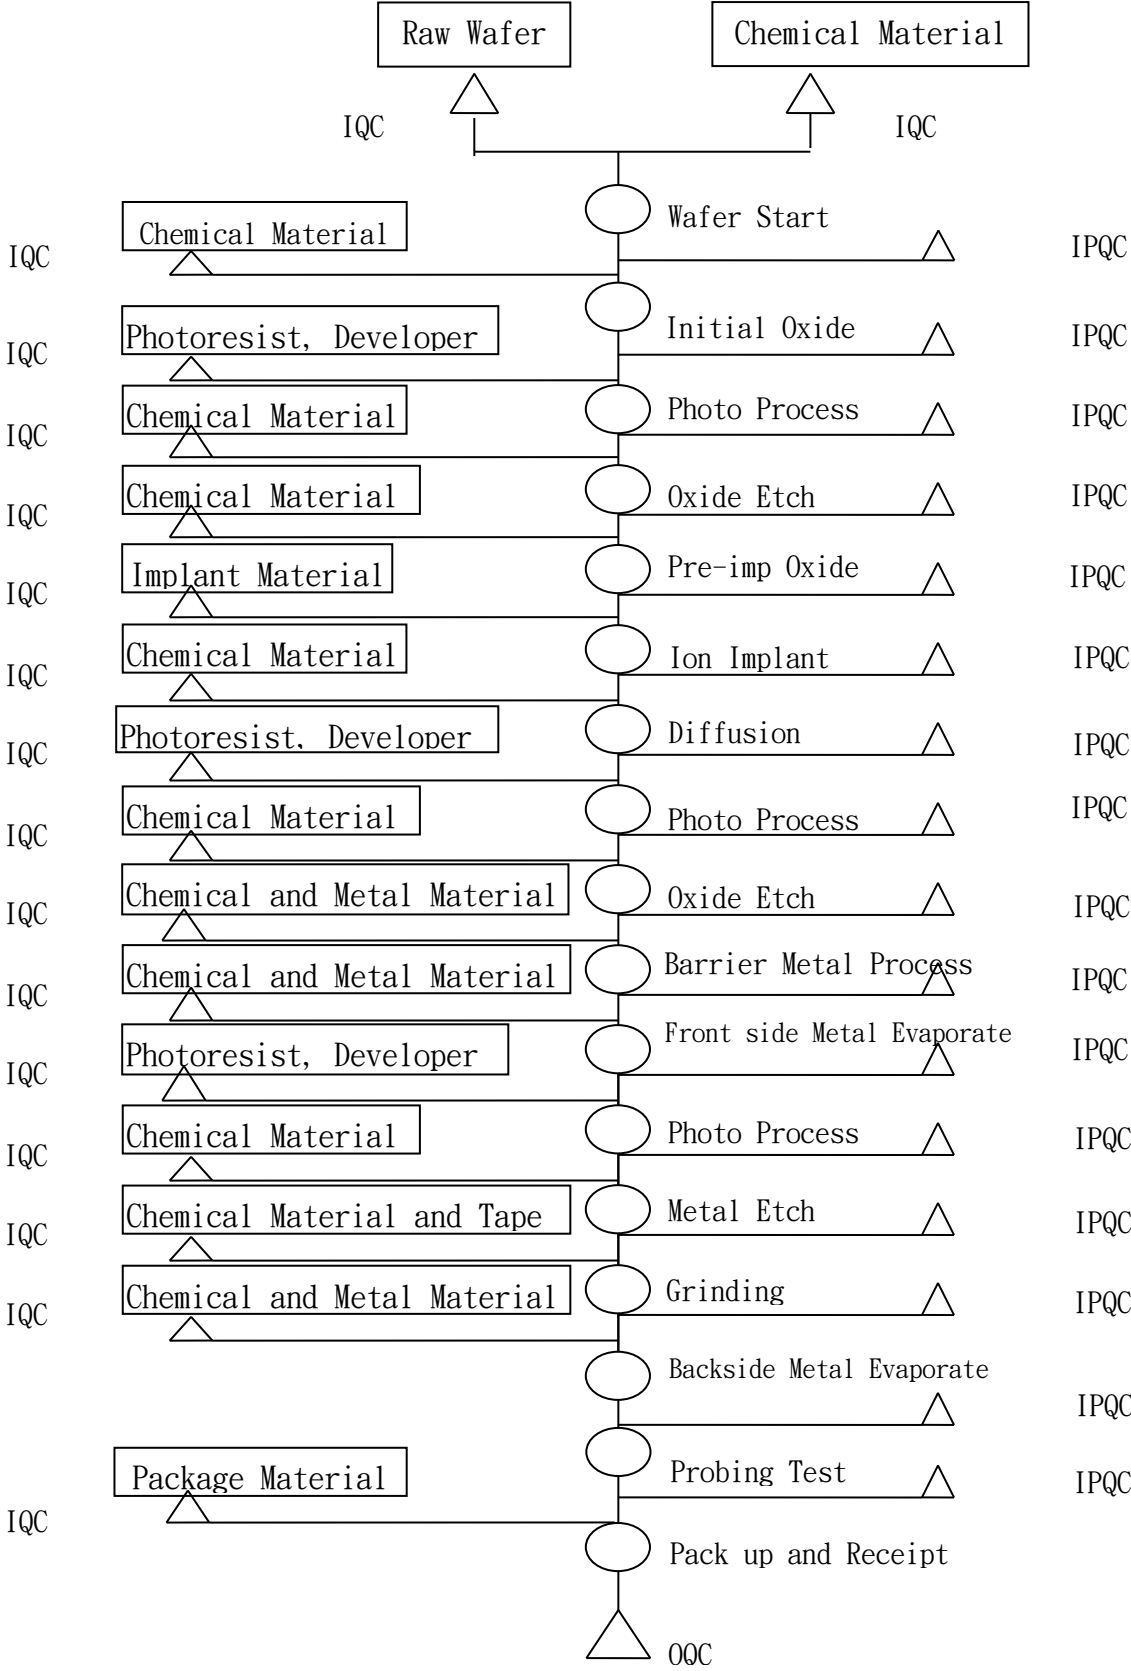 Raw Wafer
Chemical Material
IQC
IQC
Wafer Start
Chemical Material
IQC
IPQC
Initial Oxide
Photoresist, Developer
IQC
IPQC
Photo Process
Chemical Material
IQC
IPQC
Oxide Etch
Chemical Material
IQC
IPQC
Pre-imp Oxide
Implant Material
IQC
IPQC
Ion Implant
Chemical Material
IQC
IPQC
Diffusion
Photoresist, Developer
IQC
IPQC
Photo Process
Chemical Material
IQC
IPQC
Oxide Etch
Chemical and Metal Material
IQC
IPQC
Barrier Metal Process
Chemical and Metal Material
IQC
IPQC
Front side Metal Evaporate
Photoresist, Developer
IQC
IPQC
Photo Process
Chemical Material
IQC
IPQC
Metal Etch
Chemical Material and Tape
IQC
IPQC
Grinding
Chemical and Metal Material
IQC
IPQC
Backside Metal Evaporate
IPQC
Probing Test
Package Material
IQC
IPQC
Pack up and Receipt
OQC